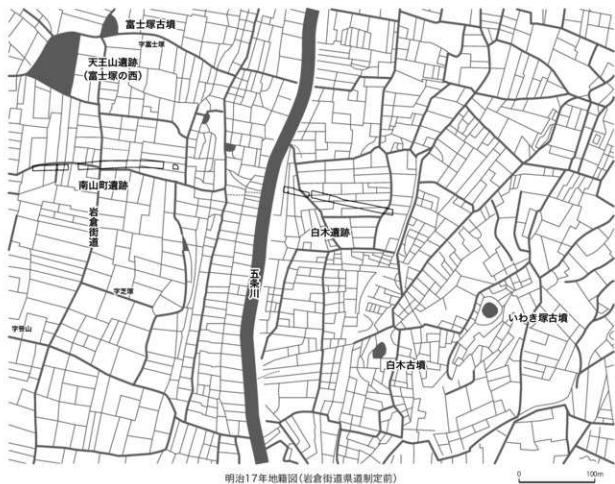 富士塚古墳
字富士塚
天王山遺跡
(富士塚の西)
南山町遺跡
岩倉街道
白木遺跡
五条川
字芝塚
いわき塚古墳
白木古墳
明治17年地籍図(岩倉街道県道制定前)
0 100m